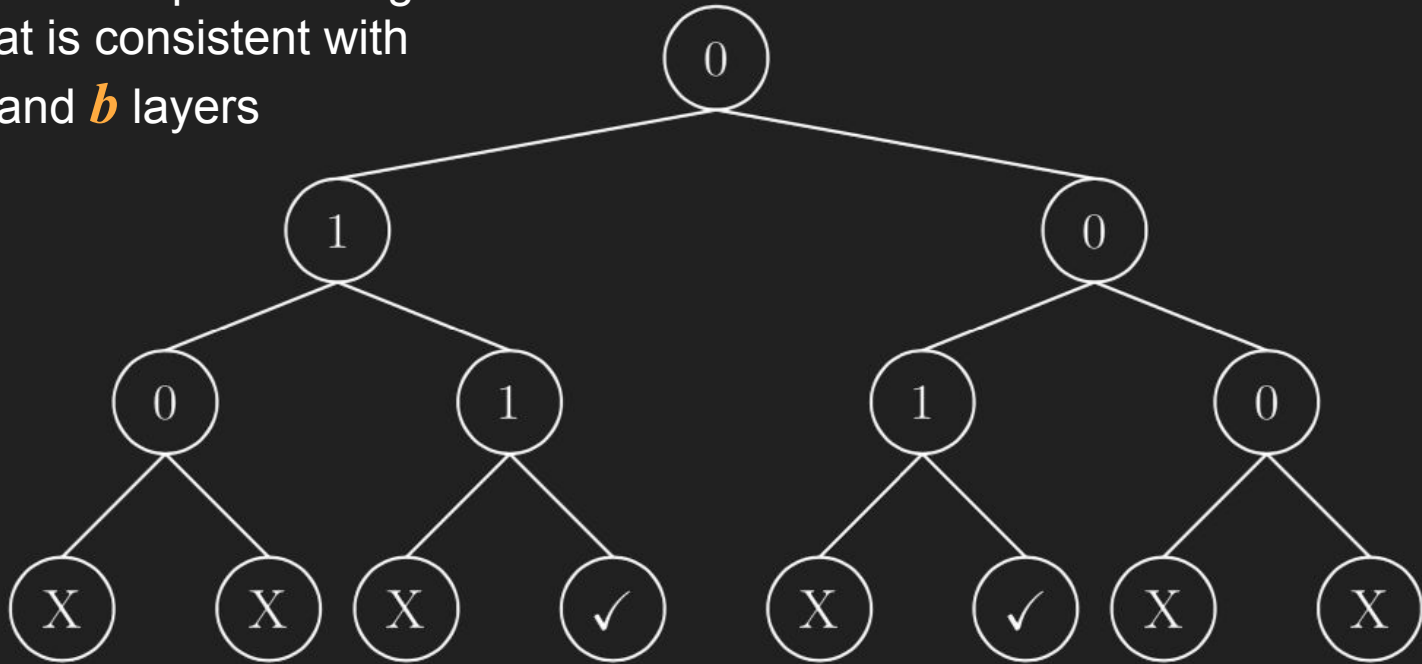 at is consistent with
and b layers
0
1 0
0 1 1 0
X X X ✓ X ✓ X X